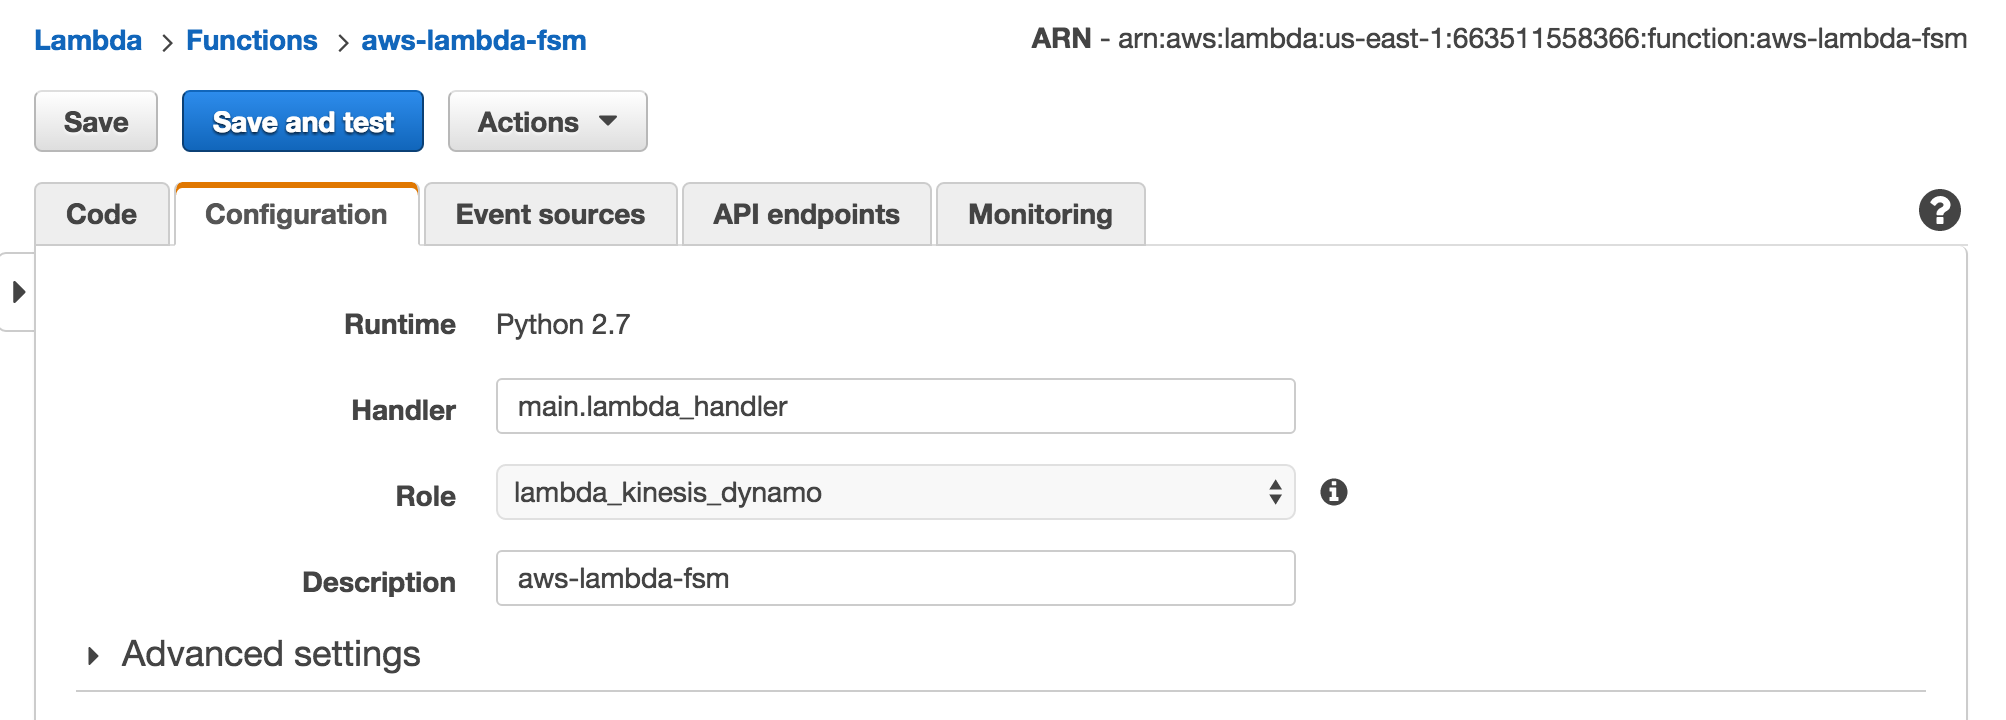 Lambda > Functions > aws-lambda-fsm
ARN - arn:aws:lambda:us-east-1:663511558366:function:aws-lambda-fsm
Save Save and test Actions
Code Configuration Event sources API endpoints Monitoring ?
Runtime Python 2.7
Handler main.lambda_handler
Role lambda_kinesis_dynamo i
Description aws-lambda-fsm
Advanced settings